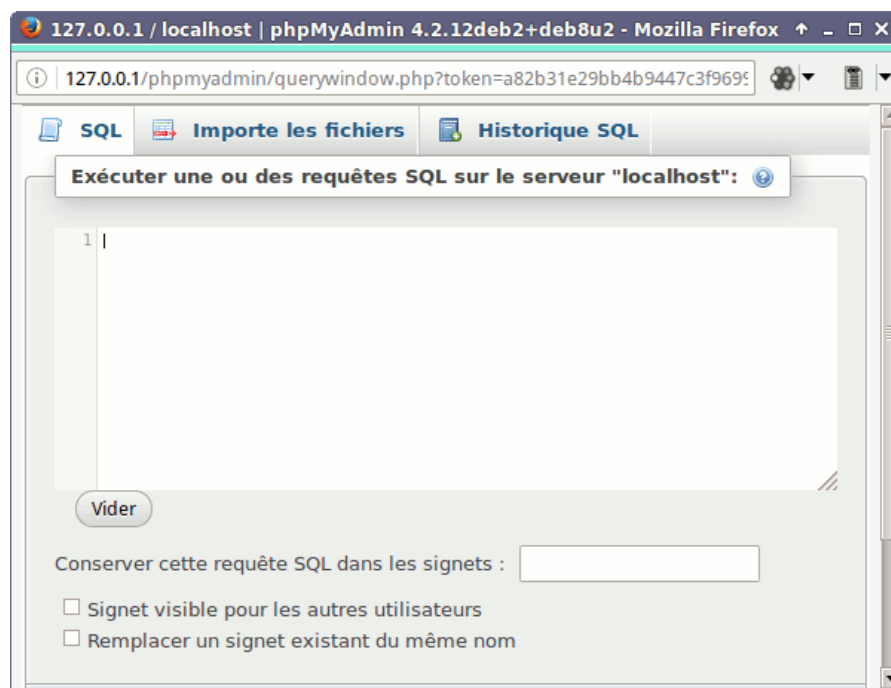 127.0.0.1 / localhost | phpMyAdmin 4.2.12deb2+deb8u2 - Mozilla Firefox
127.0.0.1/phpmyadmin/querywindow.php?token=a82b31e29bb4b9447c3f9699
SQL Importe les fichiers Historique SQL
Exécuter une ou des requêtes SQL sur le serveur "localhost":
1
Vider
Conserver cette requête SQL dans les signets :
Signet visible pour les autres utilisateurs
Remplacer un signet existant du même nom